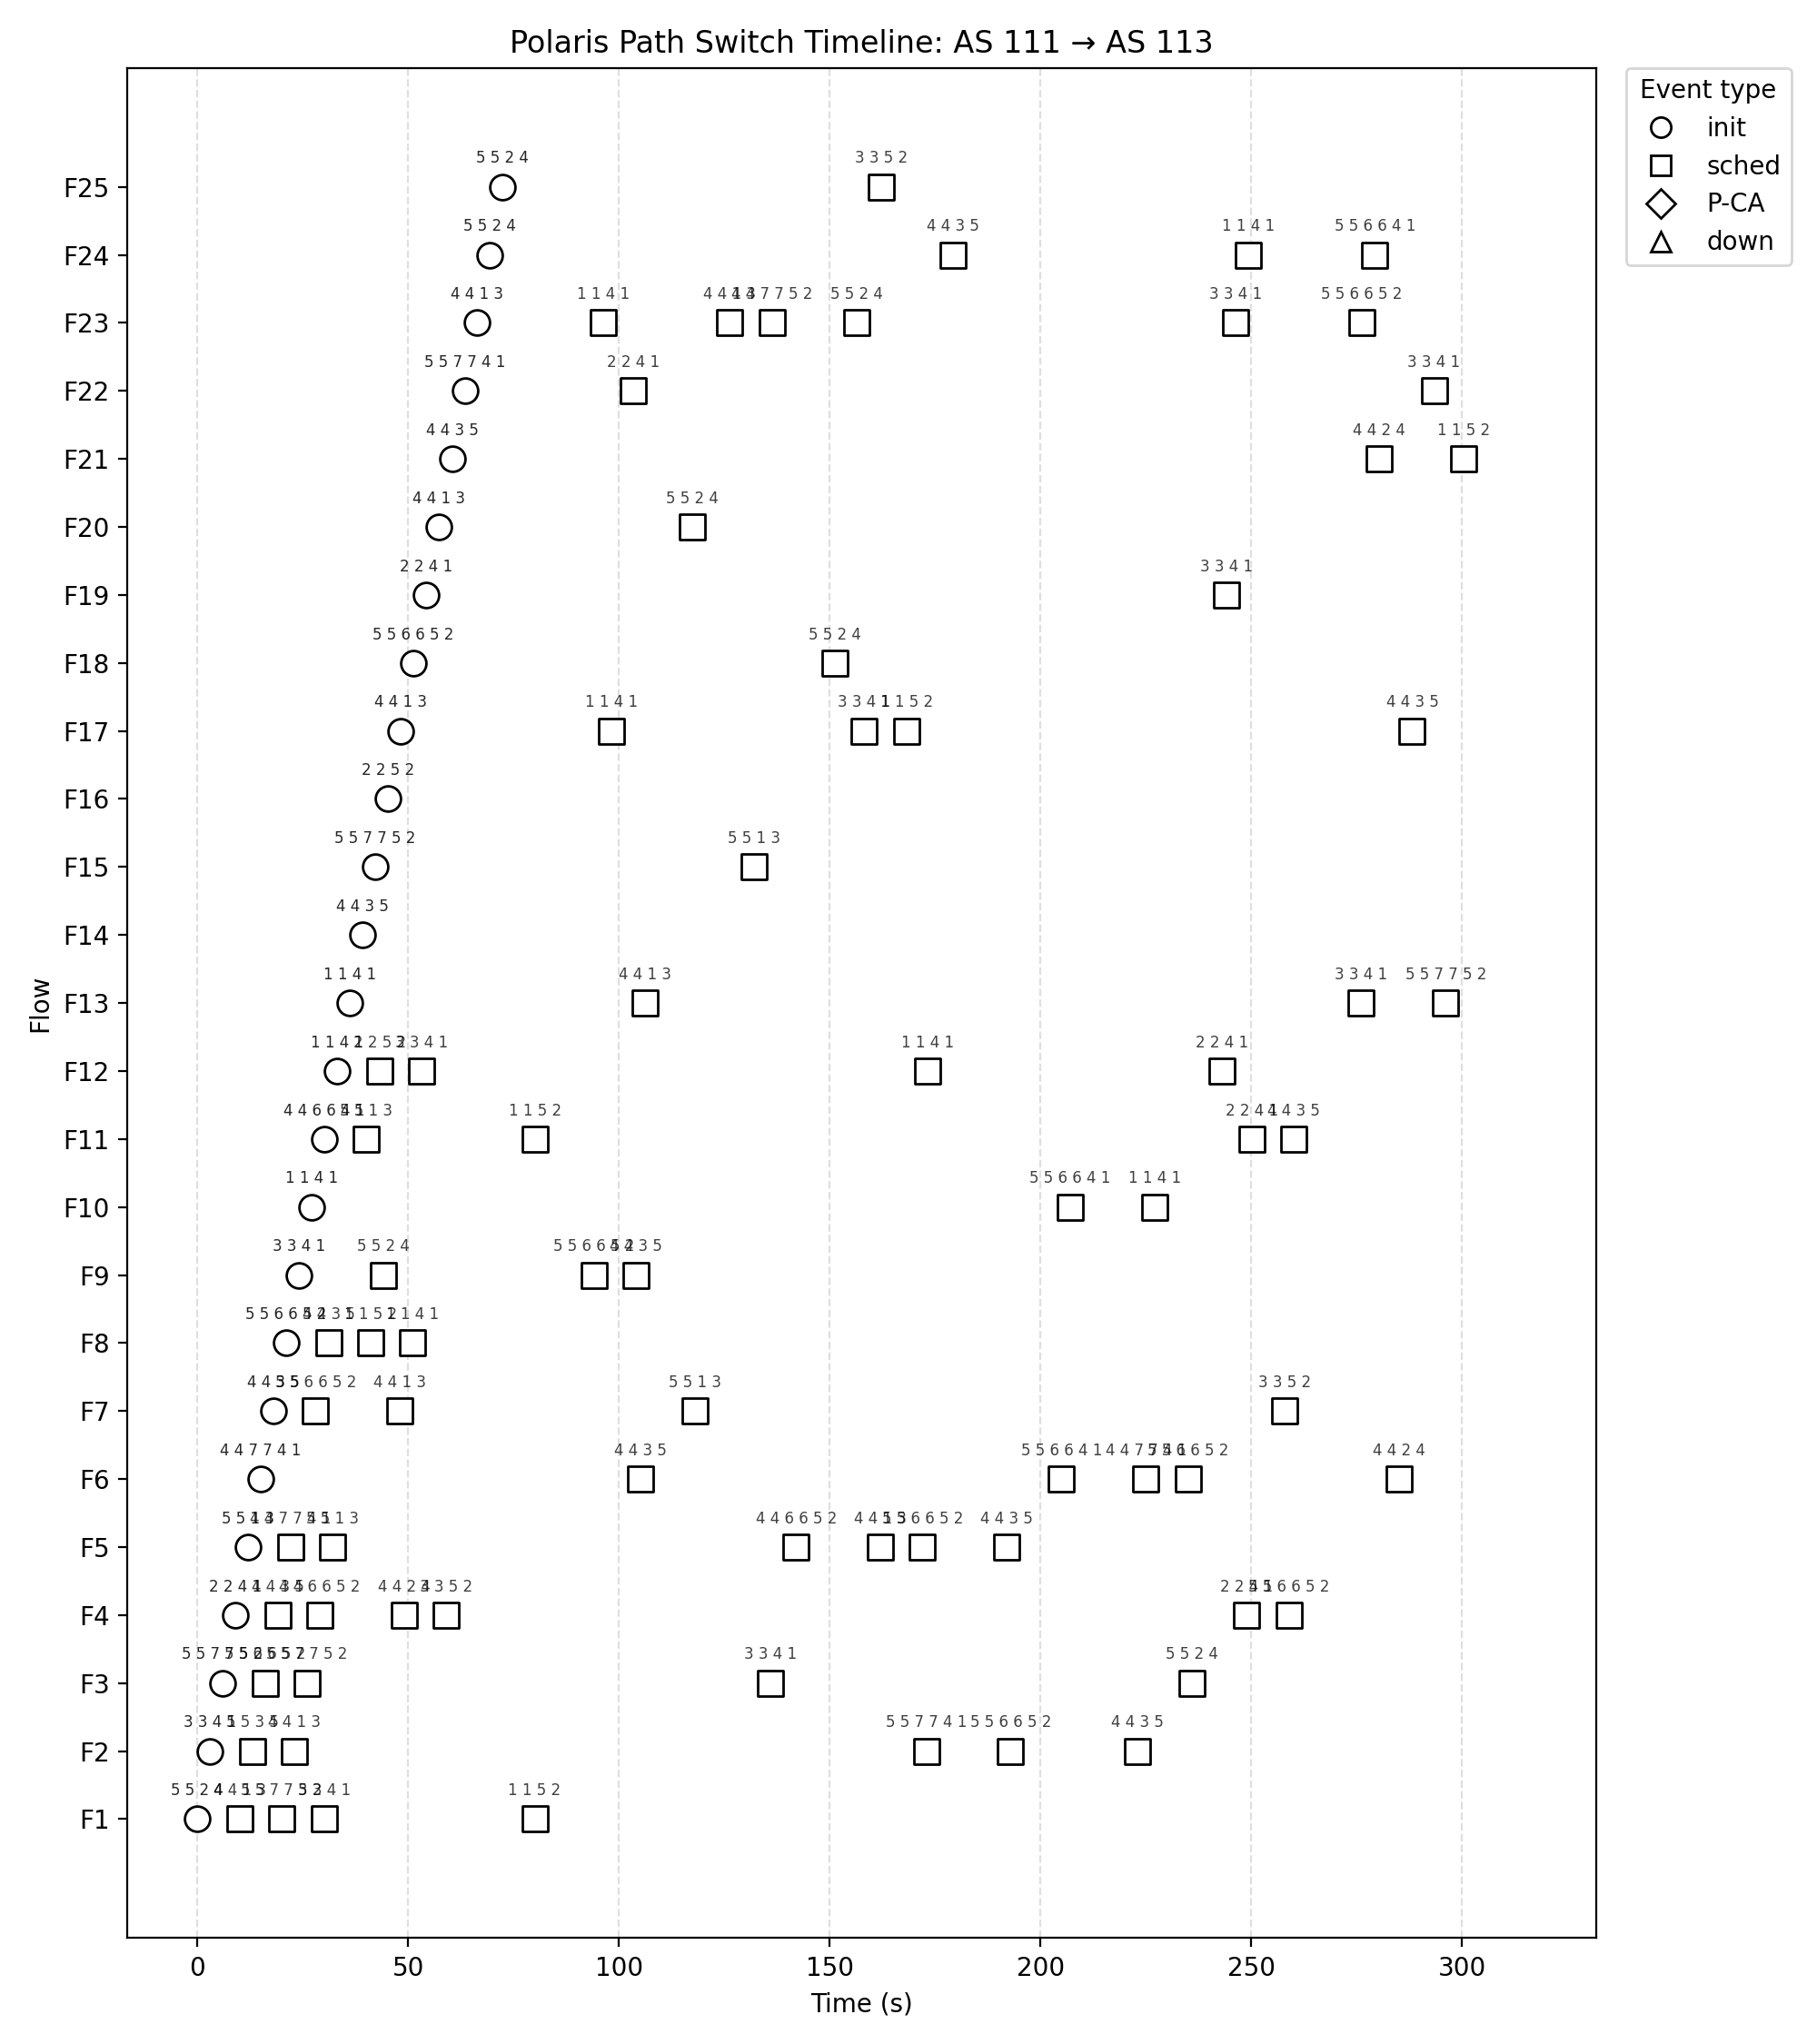 Polaris Path Switch Timeline: AS 111 → AS 113
Event type
init
sched
P-CA
down
5 5 2 4 3 3 5 2
F25
5 5 2 4 4 4 3 5 1 1 4 1 5 5 6 6 4 1
F24
4 4 1 3 1 1 4 1 5 5 2 4 3 3 4 1 5 5 6 6 5 2
F23
5 5 7 7 4 1 2 2 4 1 3 3 4 1
F22
4 4 3 5 4 4 2 4 1 1 5 2
F21
4 4 1 3 5 5 2 4
F20
2 2 4 1 3 3 4 1
F19
5 5 6 6 5 2 5 5 2 4
F18
4 4 1 3 1 1 4 1 3 3 4 1 1 1 5 2 4 4 3 5
F17
2 2 5 2
F16
5 5 7 7 5 2 5 5 1 3
F15
4 4 3 5
F14
1 1 4 1 4 4 1 3 3 3 4 1 5 5 7 7 5 2
F13
1 1 4 1 2 2 4 1
F12
1 1 5 2
F11
1 1 4 1 5 5 6 6 4 1 1 1 4 1
F10
3 3 4 1 5 5 2 4
F9
F8
4 4 1 3 5 5 1 3 3 3 5 2
F7
4 4 7 7 4 1 4 4 3 5 5 5 6 6 4 1 4 4 2 4
F6
4 4 6 6 5 2 4 4 3 5
F5
F4
3 3 4 1 5 5 2 4
F3
5 5 7 7 4 1 5 5 6 6 5 2 4 4 3 5
F2
1 1 5 2
F1
Flow
0 50 100 150 200 250 300
Time (s)